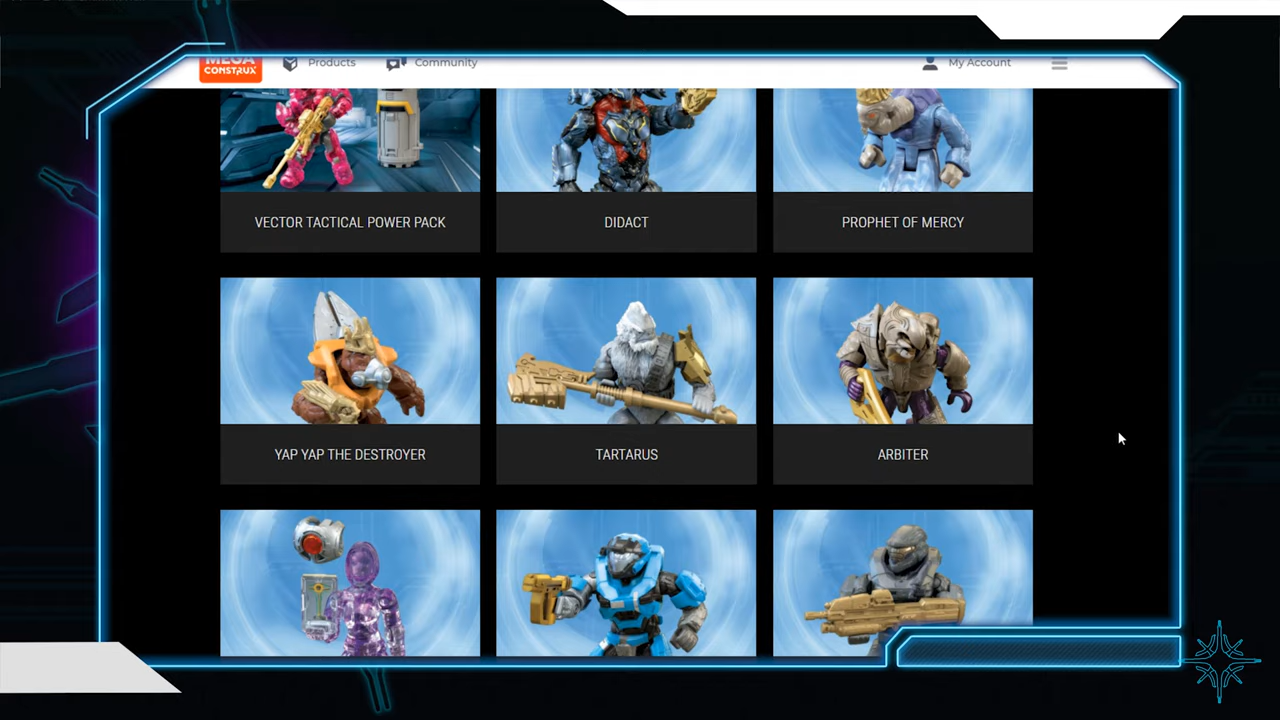 MEGA
CONSTRUX
Products
Community
My Account
VECTOR TACTICAL POWER PACK
DIDACT
PROPHET OF MERCY
YAP YAP THE DESTROYER
TARTARUS
ARBITER